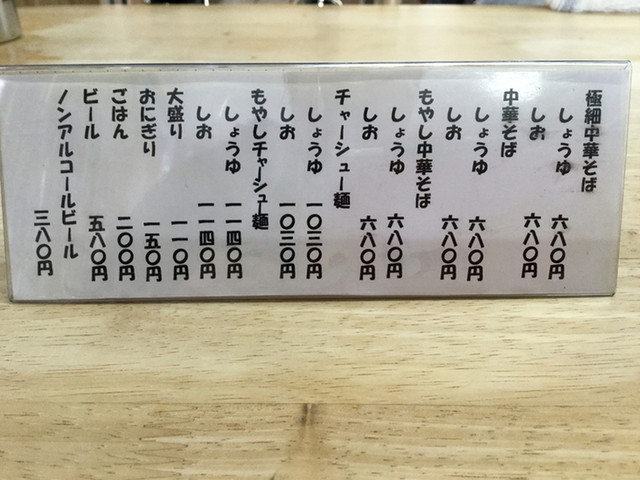 極細中華そば
しょうゆ 六八〇円
しお 六八〇円
中華そば
しょうゆ 六八〇円
しお 六八〇円
もやし中華そば
しょうゆ 六八〇円
しお 六八〇円
チャーシュー麺
しょうゆ 一〇三〇円
しお 一〇三〇円
もやしチャーシュー麺
しょうゆ 一一四〇円
しお 一一四〇円
大盛り 一一〇円
おにぎり 一五〇円
ごはん 二〇〇円
ビール 五八〇円
ノンアルコールビール 三八〇円